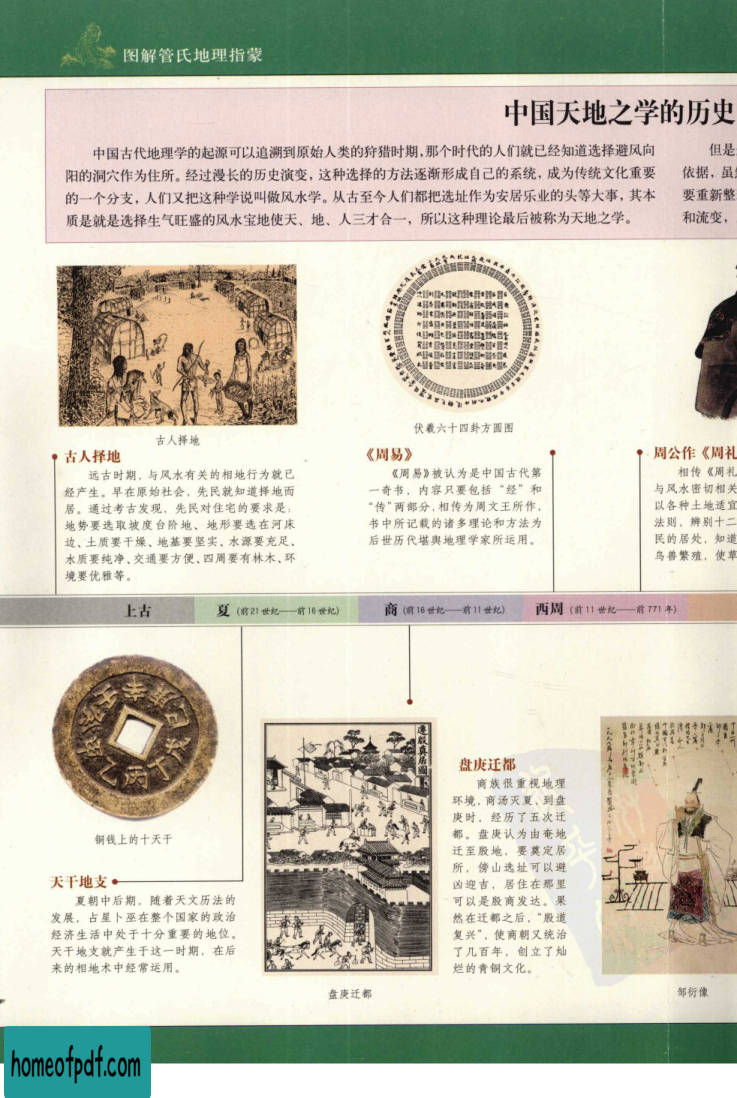 图解管氏地理指蒙
中国天地之学的历史
中国古代地理学的起源可以追溯到原始人类的狩猎时期,那个时代的人们就已经知道选择避风向
阳的洞穴作为住所。经过漫长的历史演变,这种选择的方法逐渐形成自己的系统,成为传统文化重要
的一个分支,人们又把这种学说叫做风水学。从古至今人们都把选址作为安居乐业的头等大事,其本
质是就是选择生气旺盛的风水宝地使天、地、人三才合一,所以这种理论最后被称为天地之学。
但是
依据,虽
要重新整
和流变,
古人择地
古人择地
远古时期,与风水有关的相地行为就已
经产生。早在原始社会,先民就知道择地而
居。通过考古发现,先民对住宅的要求是:
地势要选取坡度台阶地、地形要选在河床
边、土质要干燥、地基要坚实、水源要充足、
水质要纯净、交通要方便、四周要有林木、环
境要优雅等。
伏羲六十四卦方圆图
《周易》
《周易》被认为是中国古代第
一奇书,内容只要包括“经”和
“传”两部分,相传为周文王所作,
书中所记载的诸多理论和方法为
后世历代堪舆地理学家所运用。
周公作《周礼
相传《周礼
与风水密切相关
以各种土地适宜
法则,辨别十二
民的居处,知道
鸟兽繁殖,使草
上古
夏 (前21世纪——前16世纪)
商 (前16世纪——前11世纪)
西周 (前11世纪——前771年)
铜钱上的十天干
天干地支
夏朝中后期,随着天文历法的
发展,占星卜巫在整个国家的政治
经济生活中处于十分重要的地位。
天干地支就产生于这一时期,在后
来的相地术中经常运用。
遷殷真居圖
盘庚迁都
盘庚迁都
商族很重视地理
环境,商汤灭夏,到盘
庚时,经历了五次迁
都。盘庚认为由奄地
迁至殷地,要奠定居
所,傍山选址可以避
凶迎吉,居住在那里
可以是殷商发达。果
然在迁都之后,“殷道
复兴”,使商朝又统治
了几百年,创立了灿
烂的青铜文化。
邹衍像
homeofpdf.com